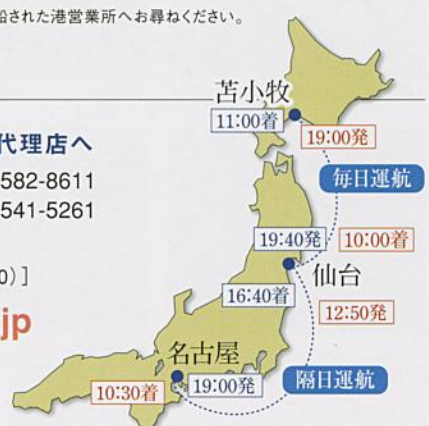 船された港営業所へお尋ねください。
代理店へ
582-8611
541-5261
0)]
jp
苫小牧
11:00着
19:00発
毎日運航
19:40発
10:00着
仙台
16:40着
12:50発
名古屋
10:30着
19:00発
隔日運航